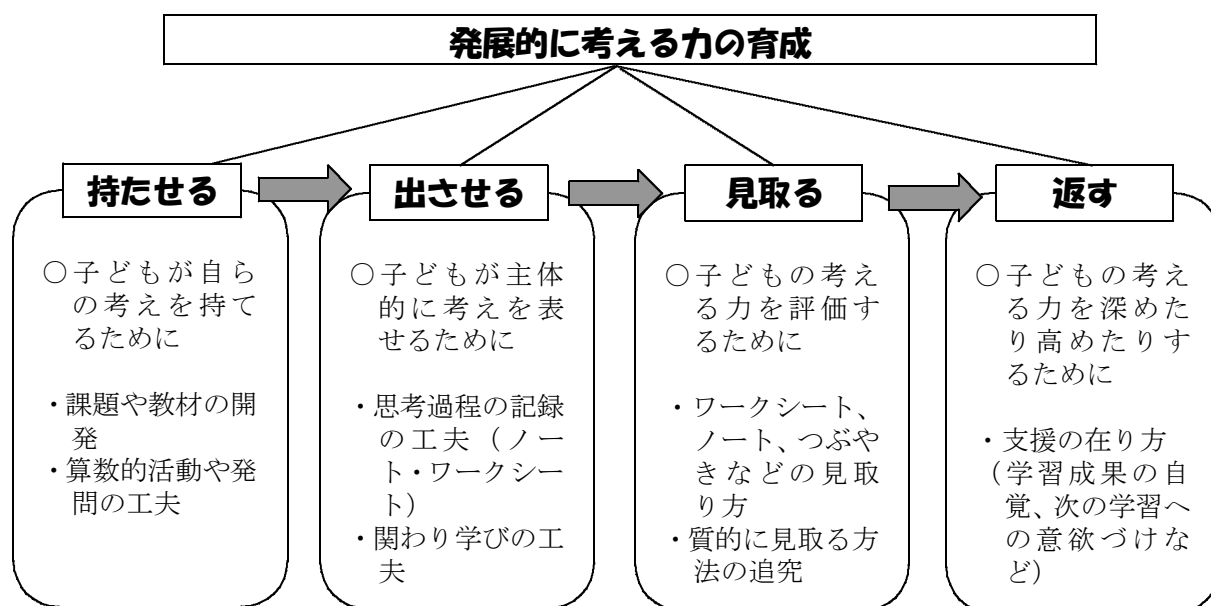 発展的に考える力の育成
持たせる
○子どもが自ら
の考えを持て
るために
・課題や教材の開
発
・算数的活動や発
問の工夫
出させる
○子どもが主体
的に考えを表
せるために
・思考過程の記録
の工夫（ノー
ト・ワークシー
ト）
・関わり学びの工
夫
見取る
○子どもの考え
る力を評価す
るために
・ワークシート、
ノート、つぶや
きなどの見取
り方
・質的に見取る方
法の追究
返す
○子どもの考え
る力を深めた
り高めたりす
るために
・支援の在り方
（学習成果の自
覚、次の学習へ
の意欲づけな
ど）